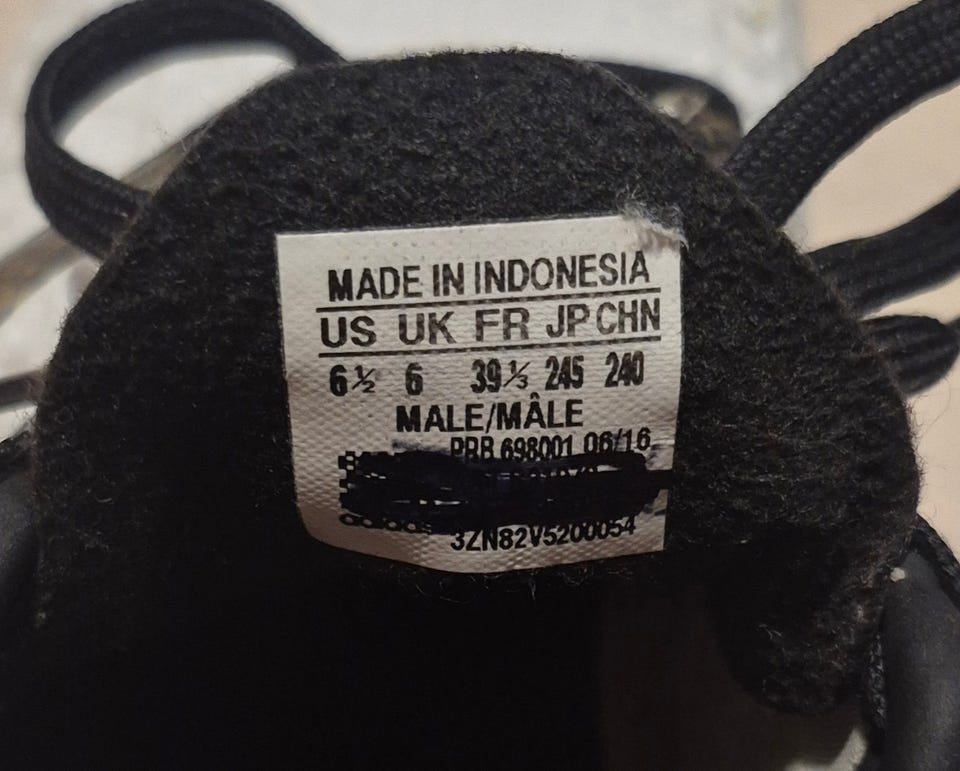 MADE IN INDONESIA
US UK FR JP CHN
6½ 6 39⅓ 245 240
MALE/MÂLE
PRB 698001 06/16
adidas
3ZN82V5200054